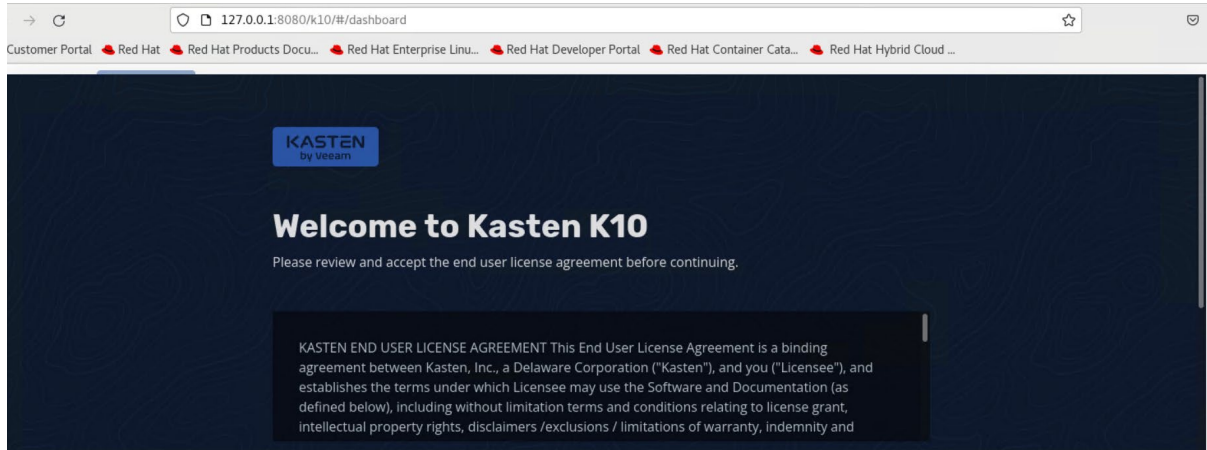 127.0.0.1:8080/k10/#/dashboard
Customer Portal Red Hat Red Hat Products Docu... Red Hat Enterprise Linu... Red Hat Developer Portal Red Hat Container Cata... Red Hat Hybrid Cloud ...
KASTEN
by Veeam
Welcome to Kasten K10
Please review and accept the end user license agreement before continuing.
KASTEN END USER LICENSE AGREEMENT This End User License Agreement is a binding
agreement between Kasten, Inc., a Delaware Corporation ("Kasten"), and you ("Licensee"), and
establishes the terms under which Licensee may use the Software and Documentation (as
defined below), including without limitation terms and conditions relating to license grant,
intellectual property rights, disclaimers /exclusions / limitations of warranty, indemnity and